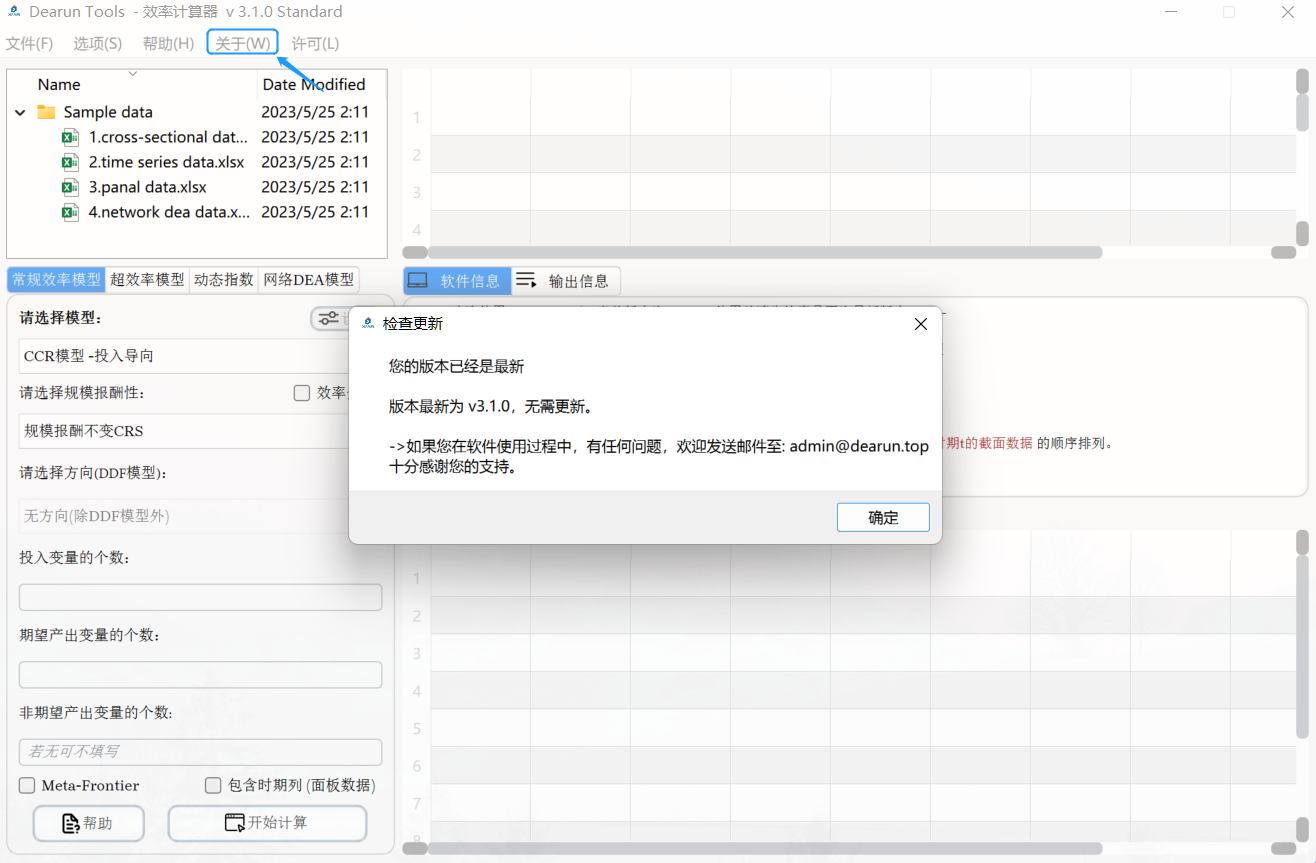 Dearun Tools - 效率计算器 v 3.1.0 Standard
文件(F) 选项(S) 帮助(H) 关于(W) 许可(L)
Name Date Modified
Sample data 2023/5/25 2:11
1.cross-sectional dat... 2023/5/25 2:11
2.time series data.xlsx 2023/5/25 2:11
3.panal data.xlsx 2023/5/25 2:11
4.network dea data.x... 2023/5/25 2:11
1
2
3
4
常规效率模型 超效率模型 动态指数 网络DEA模型
软件信息 输出信息
请选择模型:
CCR模型 -投入导向
请选择规模报酬性: 效率
规模报酬不变CRS
请选择方向(DDF模型):
无方向(除DDF模型外)
投入变量的个数:
期望产出变量的个数:
非期望产出变量的个数:
若无可不填写
Meta-Frontier 包含时期列 (面板数据)
帮助 开始计算
检查更新
您的版本已经是最新
版本最新为 v3.1.0，无需更新。
->如果您在软件使用过程中，有任何问题，欢迎发送邮件至: admin@dearun.top
十分感谢您的支持。
确定
期t的截面数据 的顺序排列。
1
2
3
4
5
6
7
8